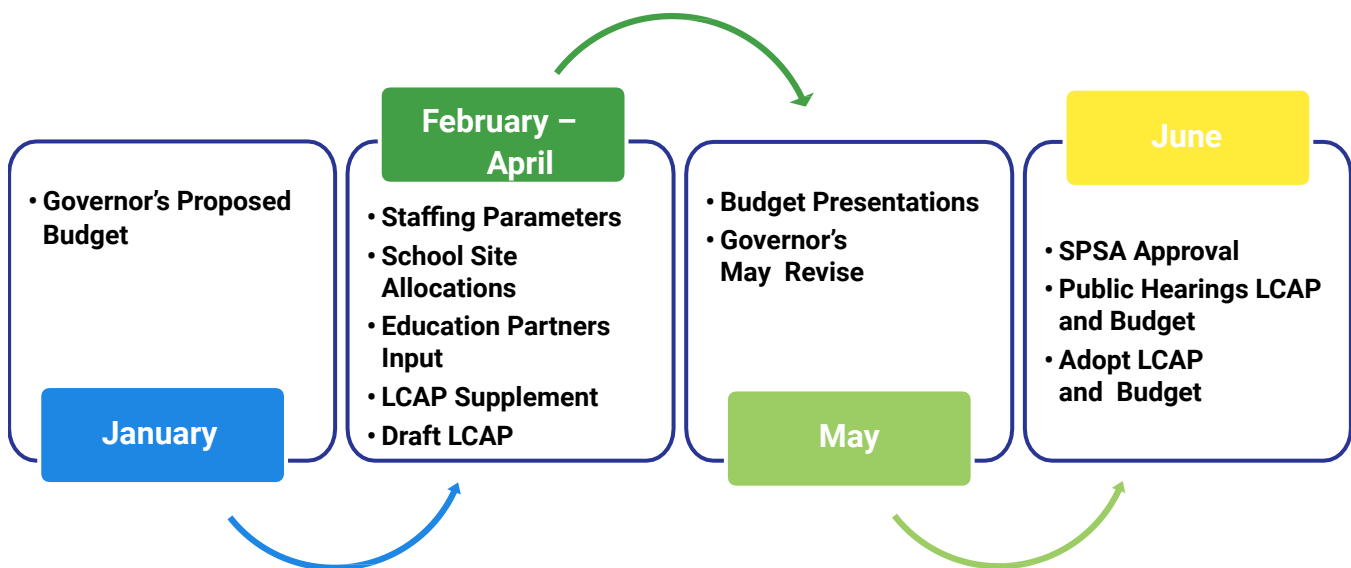 • Governor's Proposed
Budget
January
February –
April
• Staffing Parameters
• School Site
Allocations
• Education Partners
Input
• LCAP Supplement
• Draft LCAP
• Budget Presentations
• Governor's
May Revise
May
June
• SPSA Approval
• Public Hearings LCAP
and Budget
• Adopt LCAP
and Budget